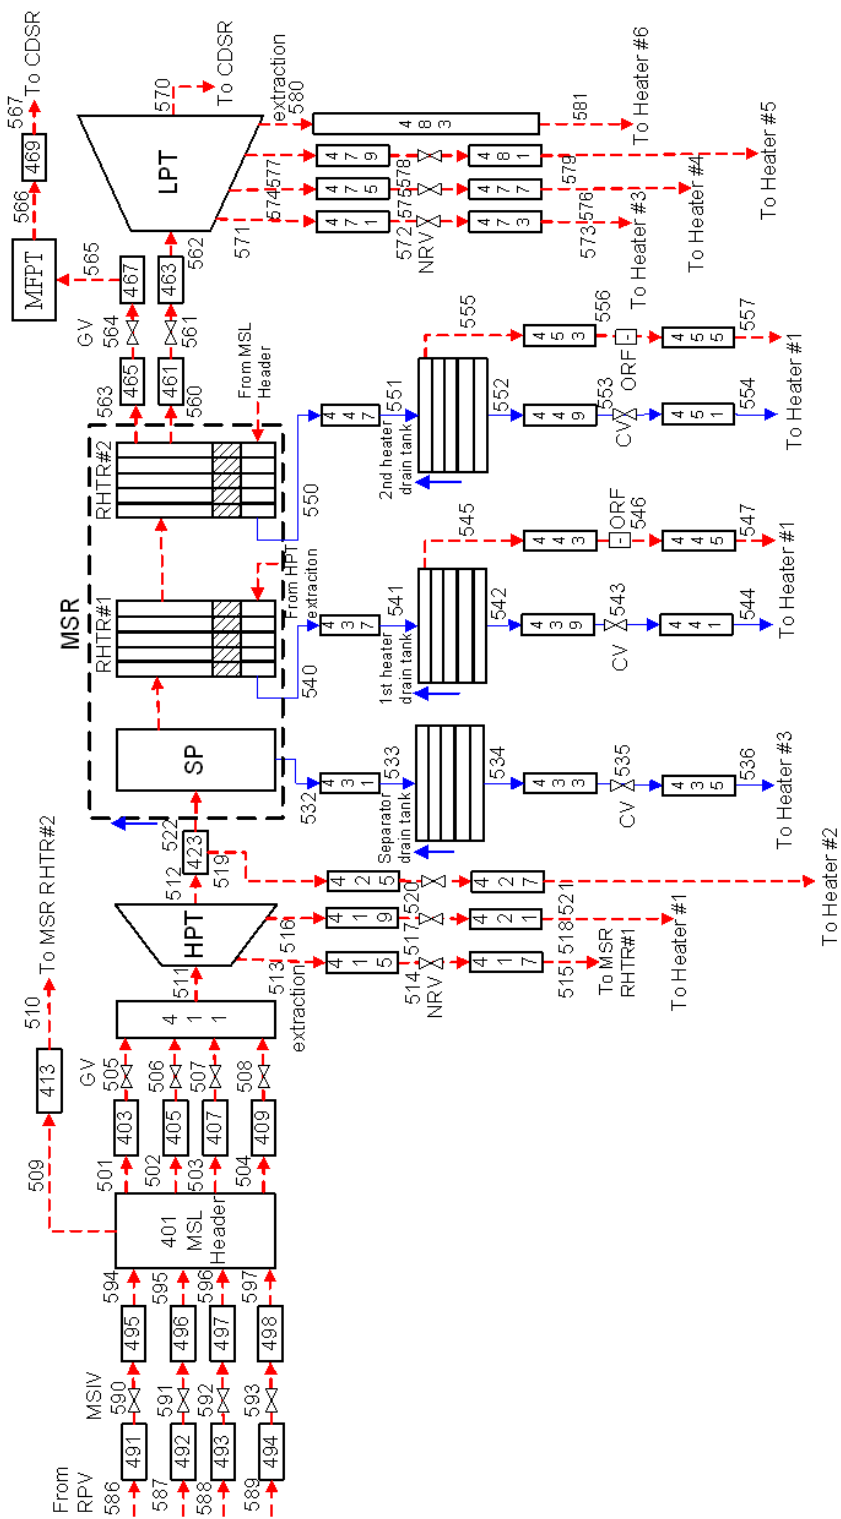 From
RPV
586
587
588
589
491
492
493
494
MSIV
590
591
592
593
495
496
497
498
594
595
596
597
401
MSL
Header
509
413
510
To MSR RHTR#2
501
502
503
504
403
405
407
409
GV
505
506
507
508
4
1
1
511
HPT
513
extraction
516
415
514
NRV
417
515
To MSR
RHTR#1
419
517
421
518
To Heater #1
512
423
519
522
425
520
427
521
To Heater #2
MSR
SP
532
431
533
Separator
drain tank
534
433
CV
535
435
536
To Heater #3
RHTR#1
From HPT
extraciton
540
437
541
1st heater
drain tank
542
439
CV
543
441
544
To Heater #1
545
443
ORF
546
445
547
RHTR#2
From MSL
Header
550
447
551
2nd heater
drain tank
552
449
CV
553
451
554
To Heater #1
555
453
556
ORF
455
557
563
465
GV
564
467
565
MFPT
566
469
567
To CDSR
560
461
561
463
562
LPT
570
To CDSR
571
471
572
NRV
473
573
To Heater #3
574
475
575
477
576
To Heater #4
577
479
578
481
579
To Heater #5
extraction
580
483
581
To Heater #6